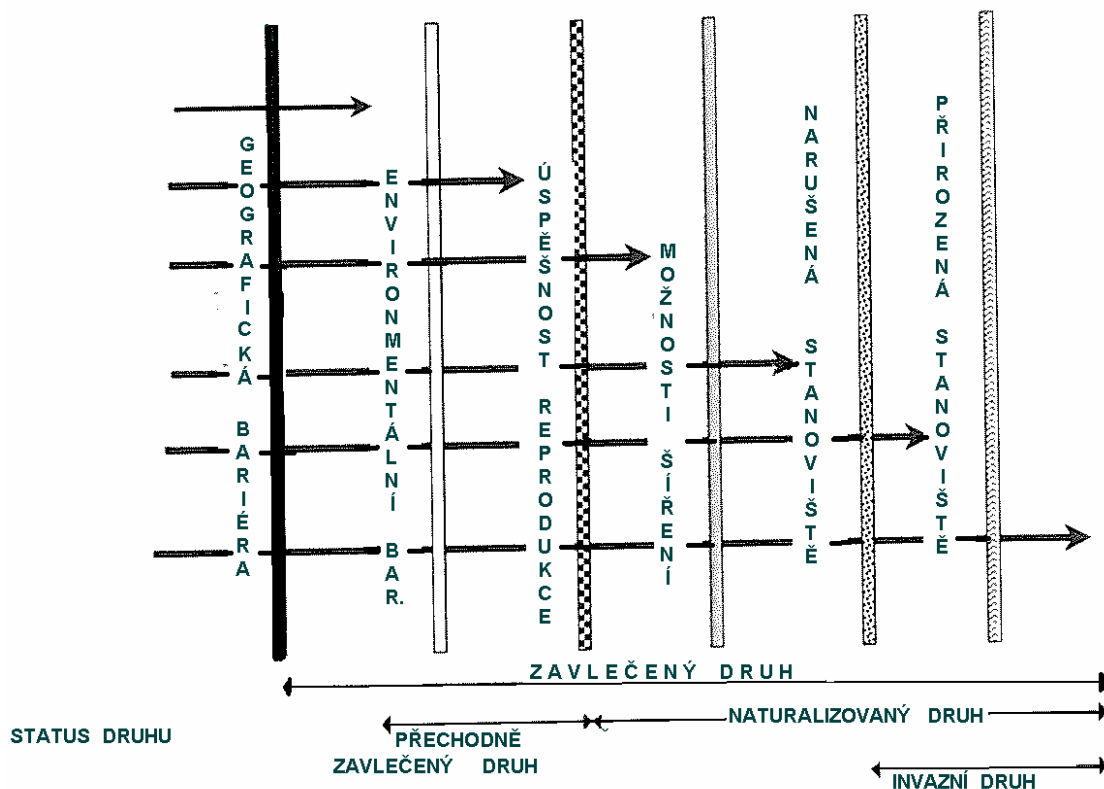 GEOGRAFICKÁ BARIÉRA
ENVIRONMENTÁLNÍ BAR.
ÚSPĚŠNOST REPRODUKCE
MOŽNOSTI ŠÍŘENÍ
NARUŠENÁ STANOVIŠTĚ
PŘIROZENÁ STANOVIŠTĚ
ZAVLEČENÝ DRUH
NATURALIZOVANÝ DRUH
STATUS DRUHU
PŘECHODNĚ
ZAVLEČENÝ DRUH
INVAZNÍ DRUH